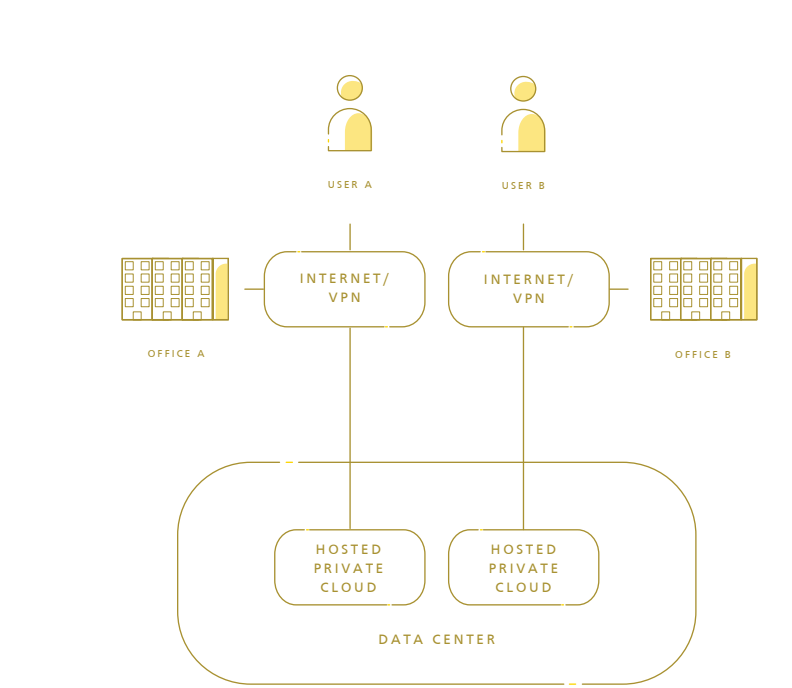 USER A
USER B
INTERNET/
VPN
INTERNET/
VPN
OFFICE A
OFFICE B
HOSTED
PRIVATE
CLOUD
HOSTED
PRIVATE
CLOUD
DATA CENTER